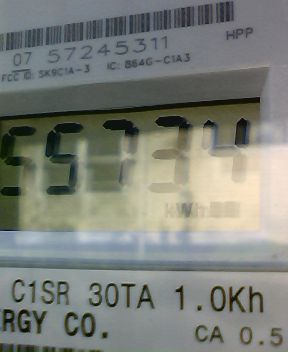 HPP
07 57245311
FCC ID: SK9C1A-3 IC: 864G-C1A3
55734
kWh
C1SR 30TA 1.0Kh
RGY CO.
CA 0.5